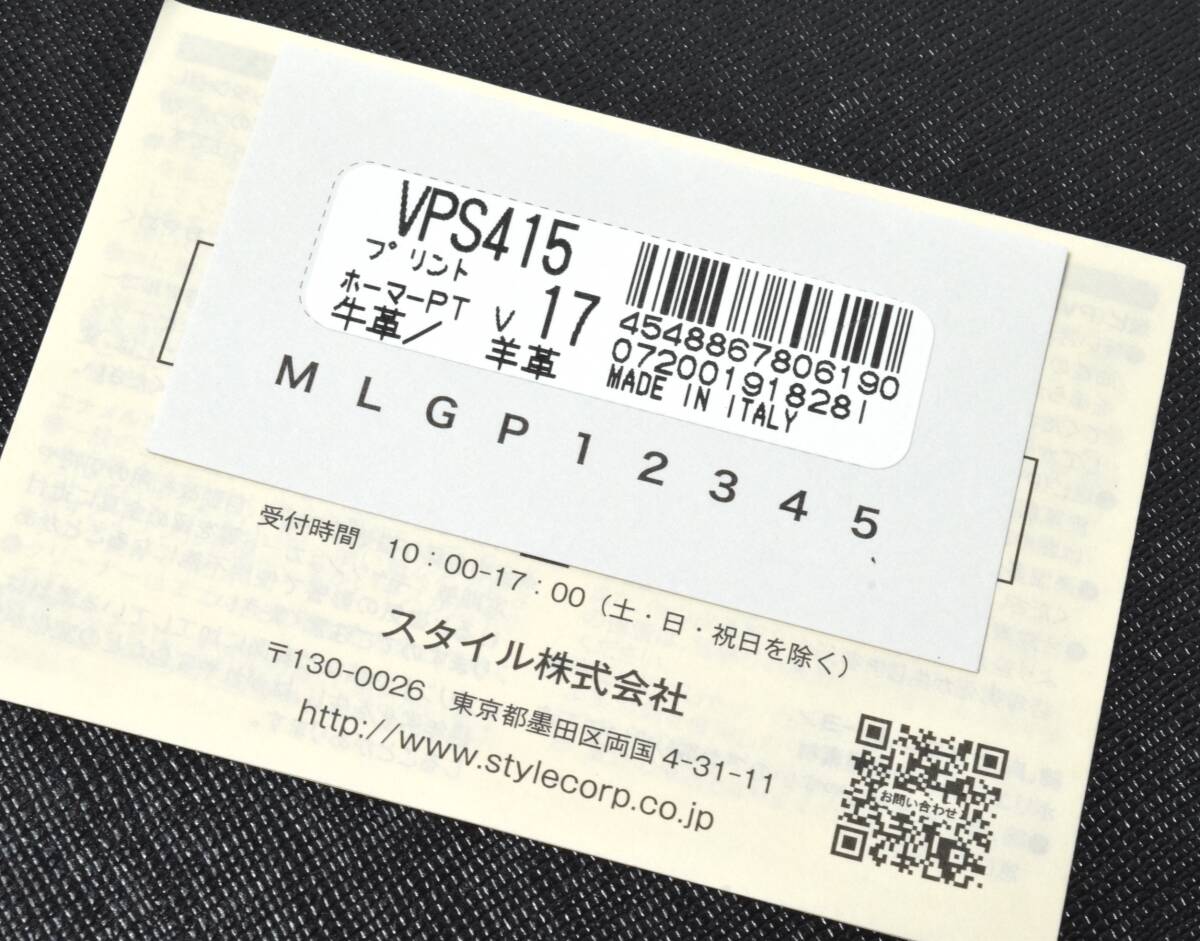 VPS415
プリント
ホーマーPT V 17
牛革/ 羊革
4548867806190
072001918281
MADE IN ITALY
M L G P 1 2 3 4 5
受付時間 10:00-17:00(土・日・祝日を除く)
スタイル株式会社
〒130-0026 東京都墨田区両国 4-31-11
http://www.stylecorp.co.jp
お問い合わせ